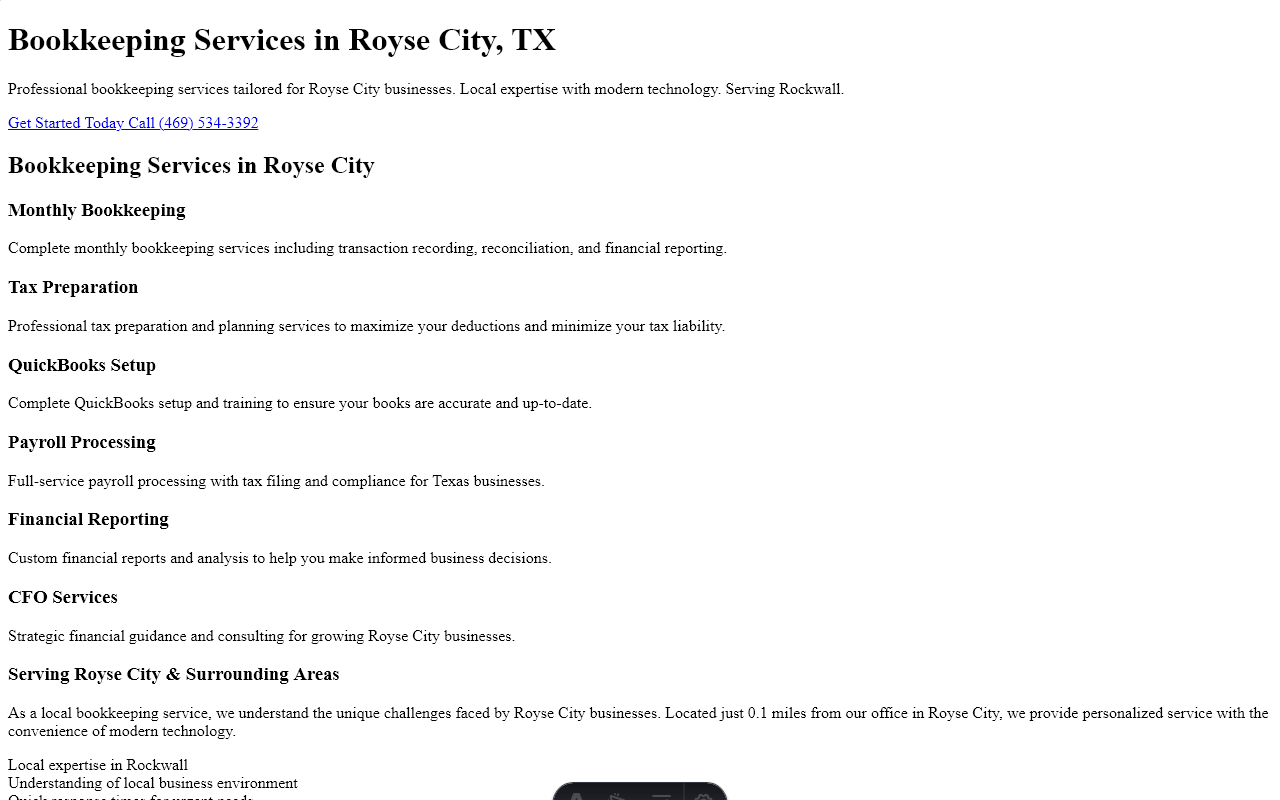 Bookkeeping Services in Royse City, TX
Professional bookkeeping services tailored for Royse City businesses. Local expertise with modern technology. Serving Rockwall.
Get Started Today Call (469) 534-3392
Bookkeeping Services in Royse City
Monthly Bookkeeping
Complete monthly bookkeeping services including transaction recording, reconciliation, and financial reporting.
Tax Preparation
Professional tax preparation and planning services to maximize your deductions and minimize your tax liability.
QuickBooks Setup
Complete QuickBooks setup and training to ensure your books are accurate and up-to-date.
Payroll Processing
Full-service payroll processing with tax filing and compliance for Texas businesses.
Financial Reporting
Custom financial reports and analysis to help you make informed business decisions.
CFO Services
Strategic financial guidance and consulting for growing Royse City businesses.
Serving Royse City & Surrounding Areas
As a local bookkeeping service, we understand the unique challenges faced by Royse City businesses. Located just 0.1 miles from our office in Royse City, we provide personalized service with the
convenience of modern technology.
Local expertise in Rockwall
Understanding of local business environment
Quick response times for urgent needs